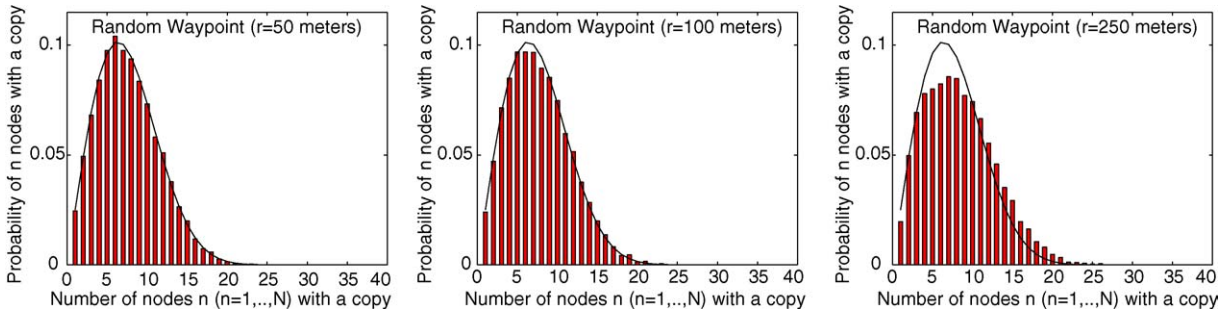 Probability of n nodes with a copy
Random Waypoint (r=50 meters)
0.1
0.05
0
0 5 10 15 20 25 30 35 40
Number of nodes n (n=1,..,N) with a copy
Probability of n nodes with a copy
Random Waypoint (r=100 meters)
0.1
0.05
0
0 5 10 15 20 25 30 35 40
Number of nodes n (n=1,..,N) with a copy
Probability of n nodes with a copy
Random Waypoint (r=250 meters)
0.1
0.05
0
0 5 10 15 20 25 30 35 40
Number of nodes n (n=1,..,N) with a copy